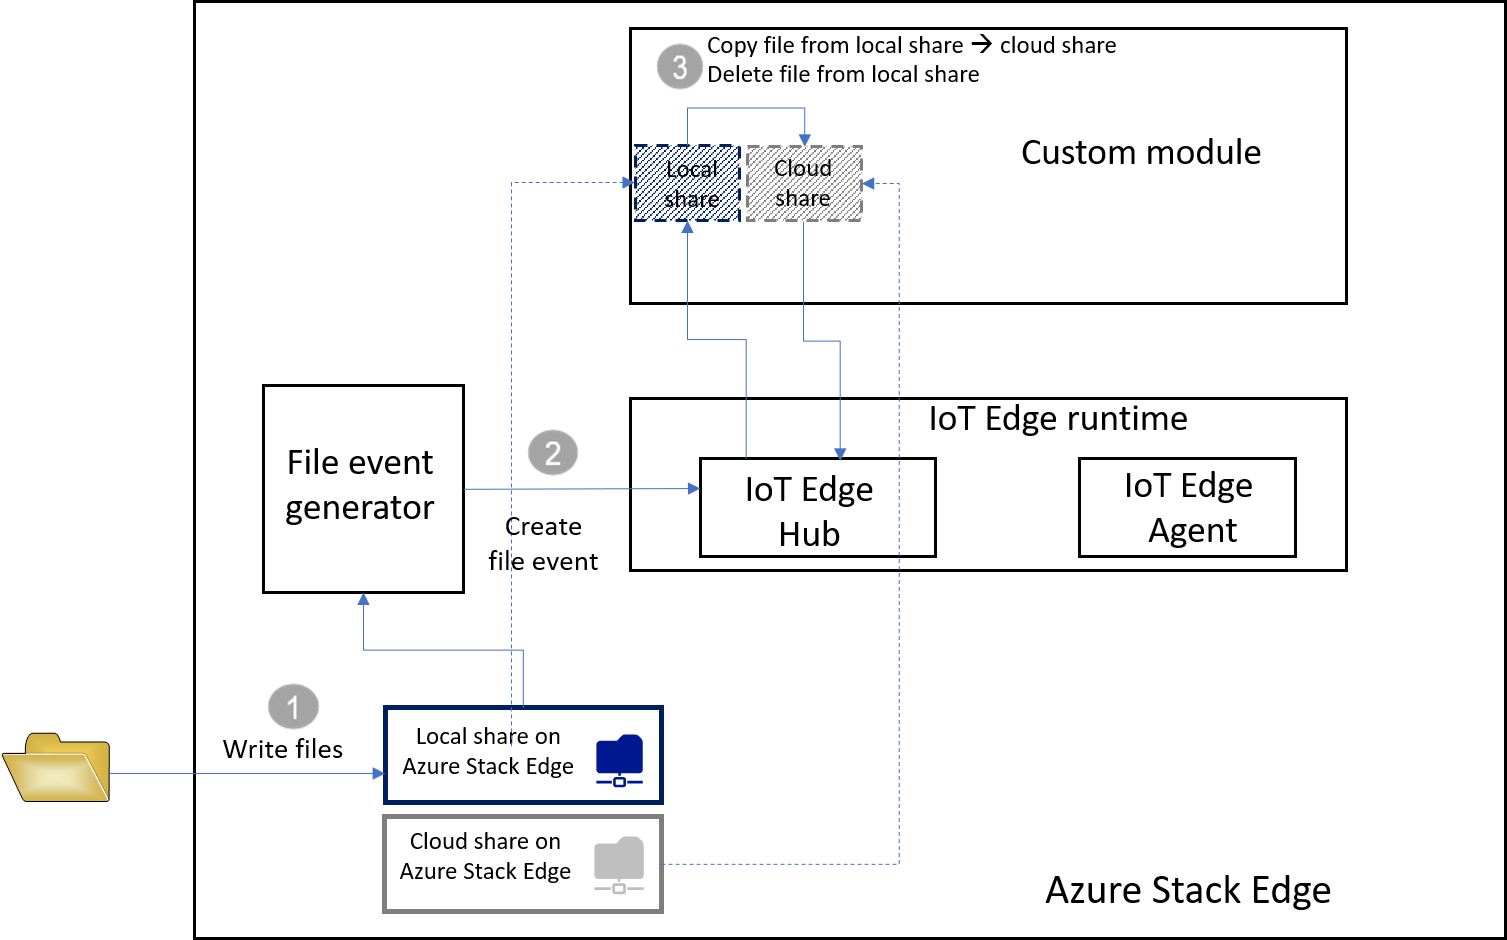 3
Copy file from local share → cloud share
Delete file from local share
Custom module
Local
share
Cloud
share
IoT Edge runtime
File event
generator
2
IoT Edge
Hub
IoT Edge
Agent
Create
file event
1
Write files
Local share on
Azure Stack Edge
Cloud share on
Azure Stack Edge
Azure Stack Edge